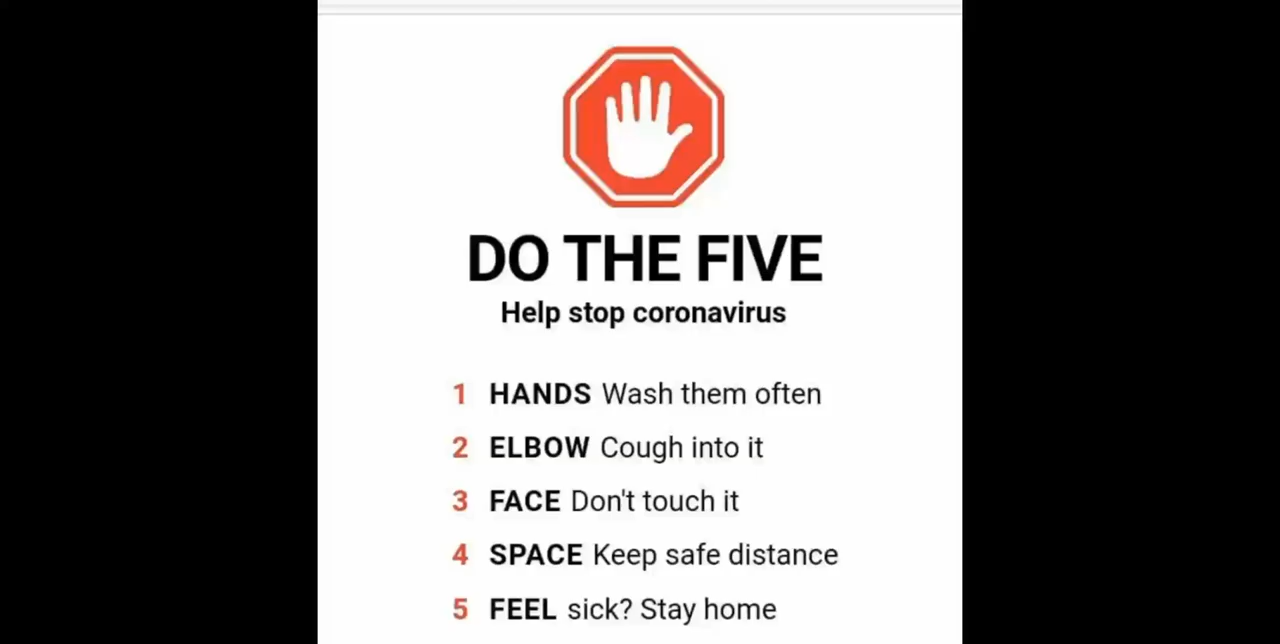 DO THE FIVE
Help stop coronavirus
1 HANDS Wash them often
2 ELBOW Cough into it
3 FACE Don't touch it
4 SPACE Keep safe distance
5 FEEL sick? Stay home